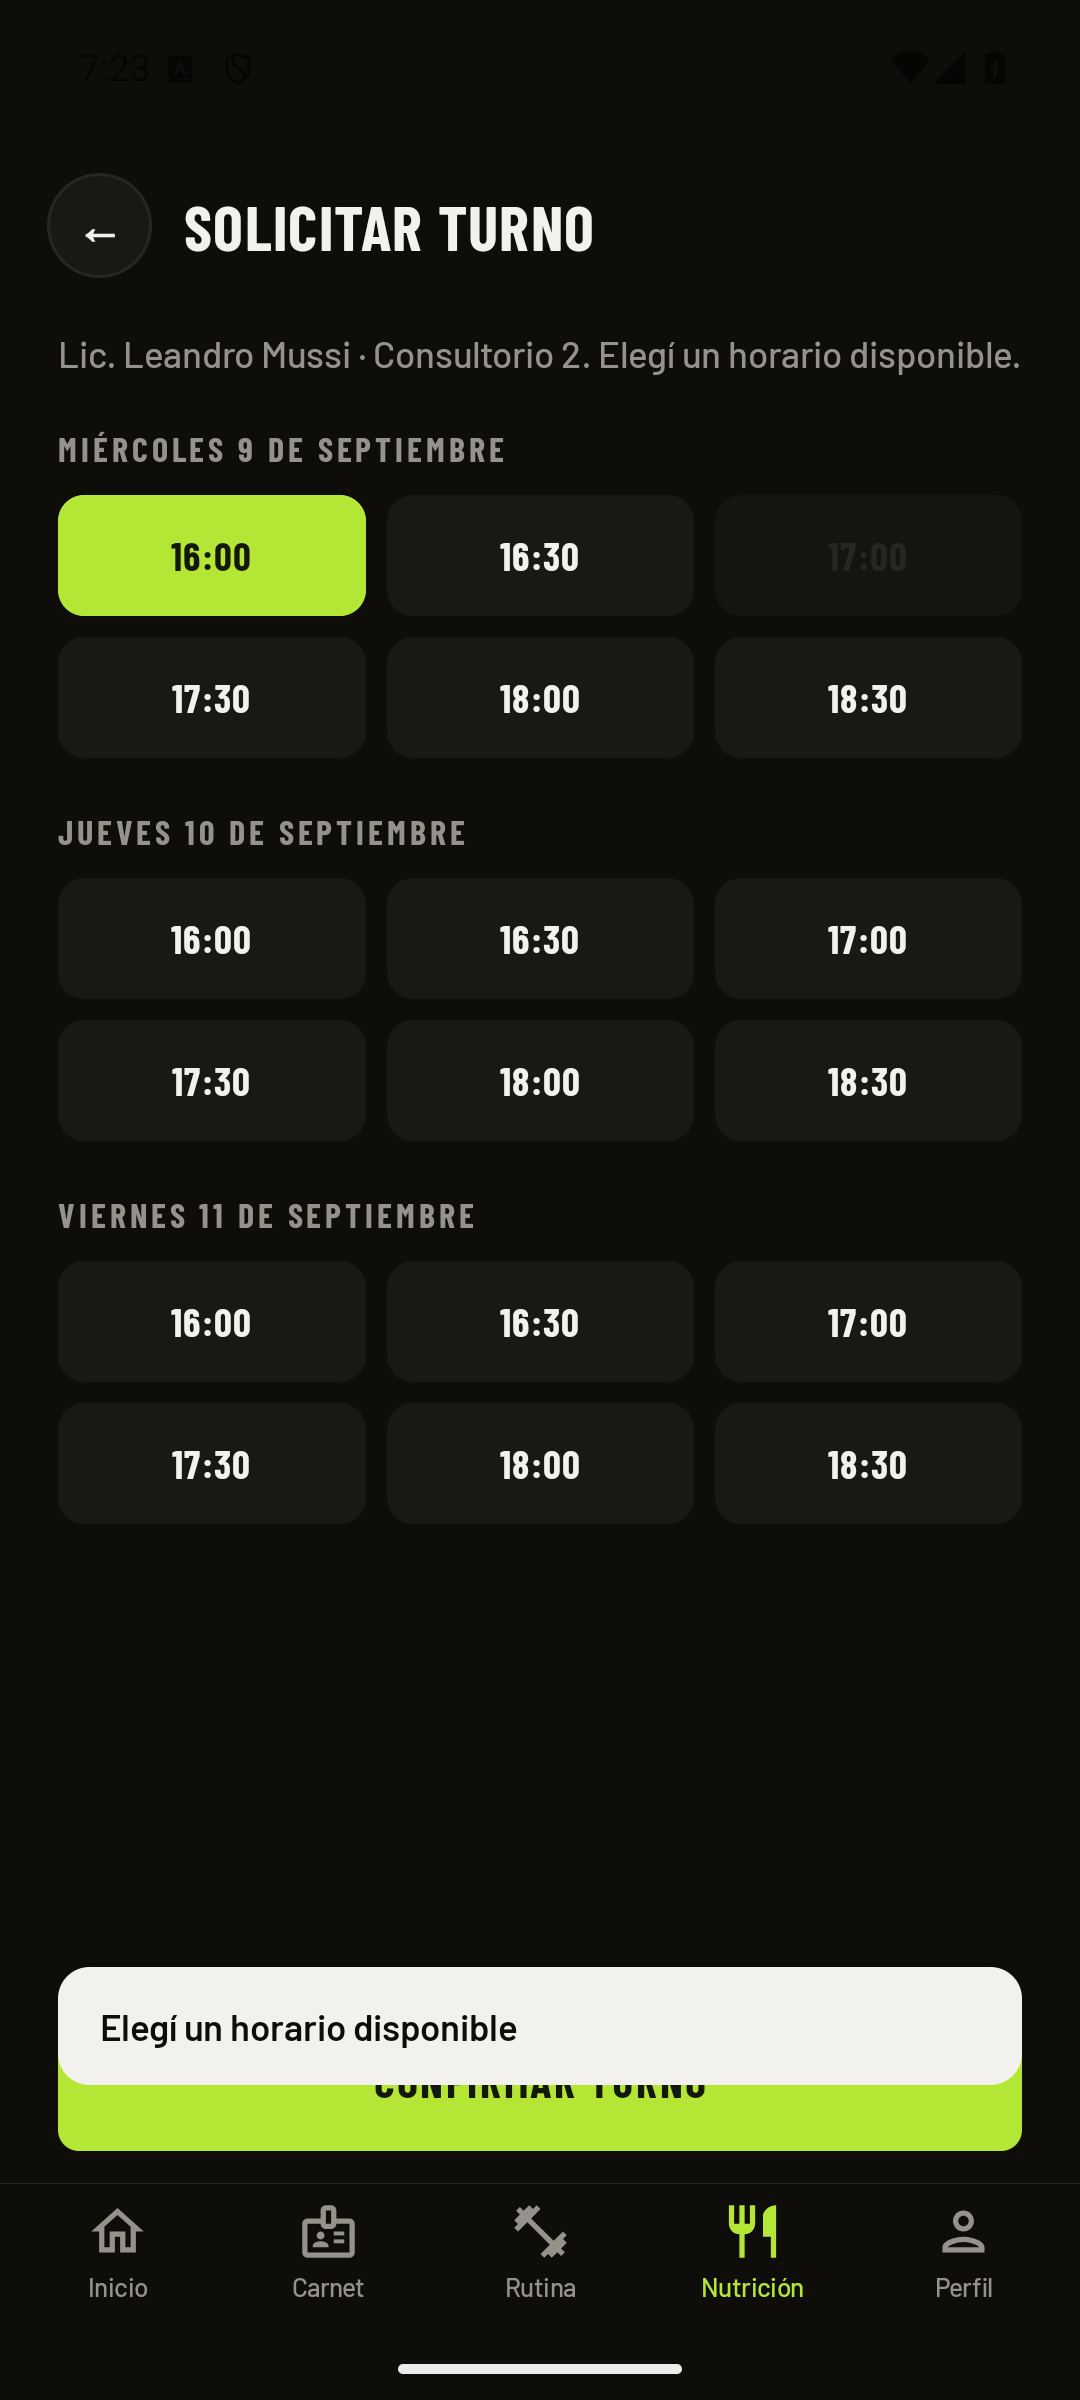 7:23
SOLICITAR TURNO
Lic. Leandro Mussi · Consultorio 2. Elegí un horario disponible.
MIÉRCOLES 9 DE SEPTIEMBRE
16:00 16:30 17:00
17:30 18:00 18:30
JUEVES 10 DE SEPTIEMBRE
16:00 16:30 17:00
17:30 18:00 18:30
VIERNES 11 DE SEPTIEMBRE
16:00 16:30 17:00
17:30 18:00 18:30
Elegí un horario disponible
CONFIRMAR TURNO
Inicio Carnet Rutina Nutrición Perfil